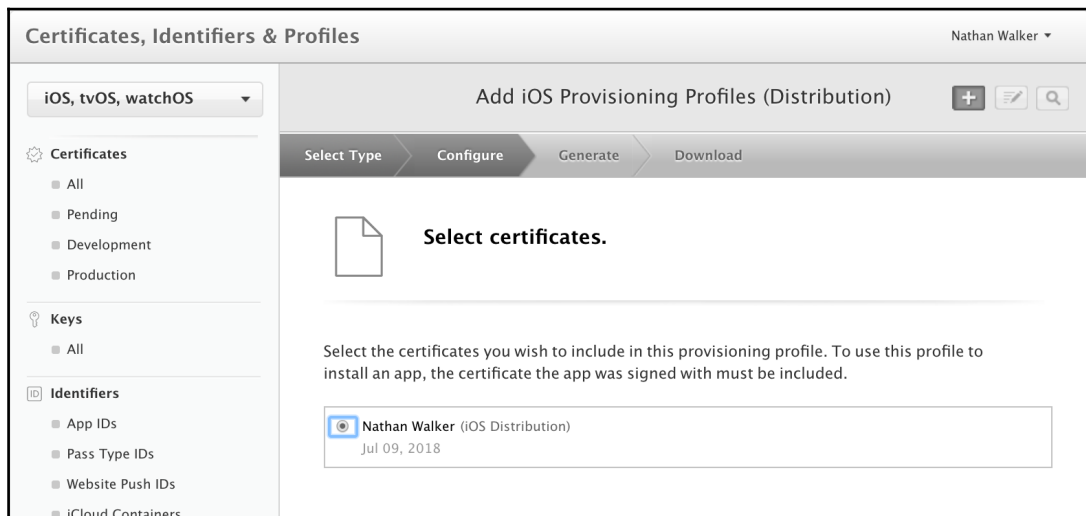 Certificates, Identifiers & Profiles
Nathan Walker
iOS, tvOS, watchOS
Add iOS Provisioning Profiles (Distribution)
Certificates
All
Pending
Development
Production
Keys
All
ID
Identifiers
App IDs
Pass Type IDs
Website Push IDs
iCloud Containers
Select Type
Configure
Generate
Download
Select certificates.
Select the certificates you wish to include in this provisioning profile. To use this profile to
install an app, the certificate the app was signed with must be included.
Nathan Walker (iOS Distribution)
Jul 09, 2018